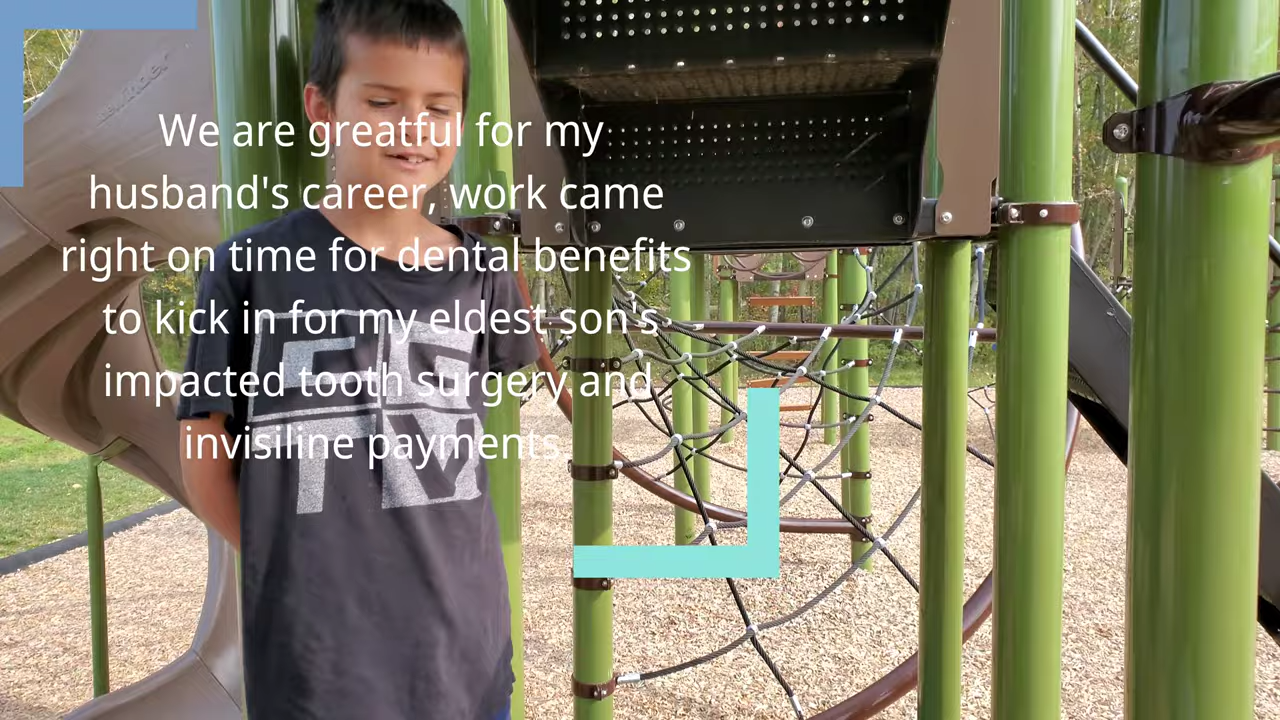 We are greatful for my
husband's career, work came
right on time for dental benefits
to kick in for my eldest son's
impacted tooth surgery and
invisiline payments.